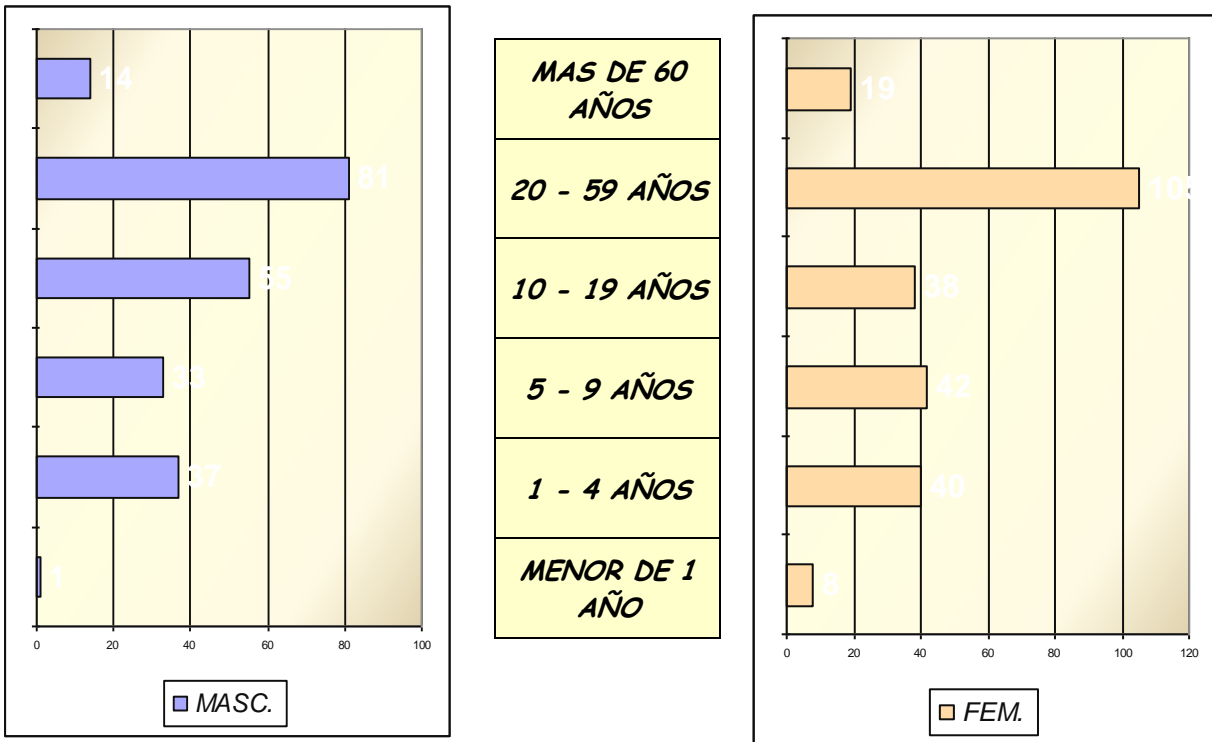 14
81
55
33
37
1
0 20 40 60 80 100
MASC.
MAS DE 60
AÑOS
20 - 59 AÑOS
10 - 19 AÑOS
5 - 9 AÑOS
1 - 4 AÑOS
MENOR DE 1
AÑO
19
105
38
42
40
8
0 20 40 60 80 100 120
FEM.